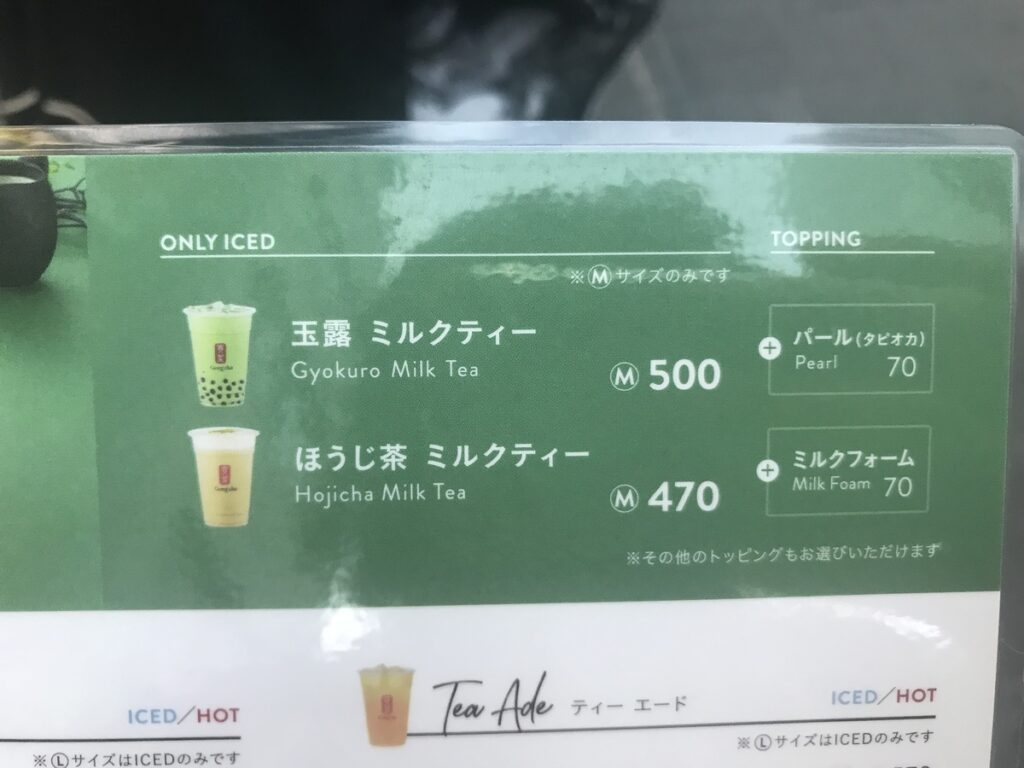 ONLY ICED
※Ⓜサイズのみです
玉露 ミルクティー
Gyokuro Milk Tea
Ⓜ 500
ほうじ茶 ミルクティー
Hojicha Milk Tea
Ⓜ 470
TOPPING
パール(タピオカ)
Pearl 70
ミルクフォーム
Milk Foam 70
※その他のトッピングもお選びいただけます
ICED/HOT
※ⓁサイズはICEDのみです
Tea Ade ティー エード
ICED/HOT
※ⓁサイズはICEDのみです